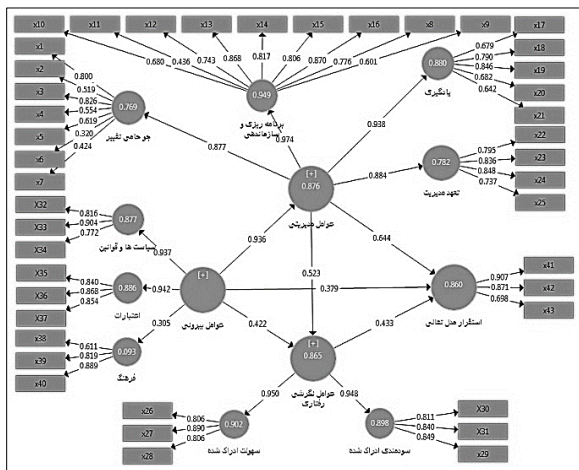 x10 x11 x12 x13 x14 x15 x16 x8 x9 x17
x1
x2
x3
x4
x5
x6
x7
x18
x19
x20
x21
x22
x23
x24
x25
0.680 0.436 0.743 0.868 0.817 0.806 0.870 0.776 0.601
0.679
0.790
0.846
0.682
0.642
0.880
یادگیری
0.800
0.519
0.826
0.554
0.619
0.320
0.424
0.769
جو حامی تغییر
0.949
برنامه ریزی و
سازماندهی
0.974
0.938
0.877
0.884
0.795
0.836
0.848
0.737
0.782
تعهد مدیریت
[+]
0.876
عوامل مدیریتی
X32
X33
X34
0.816
0.904
0.772
0.877
سیاست ها و قوانین
0.937
0.936
0.644
0.523
X35
X36
X37
0.840
0.868
0.854
0.886
اعتبارات
0.942
[+]
عوامل بیرونی
0.379
0.860
استقرار مدل تعالی
0.907
0.871
0.698
x41
x42
x43
x38
x39
x40
0.611
0.819
0.889
0.093
فرهنگ
0.305
0.422
0.433
[+]
0.865
عوامل نگرشی
رفتاری
0.950
0.948
x26
x27
x28
0.806
0.890
0.806
0.902
سهولت ادراک شده
0.898
سودمندی ادراک شده
0.811
0.840
0.849
X30
X31
x29